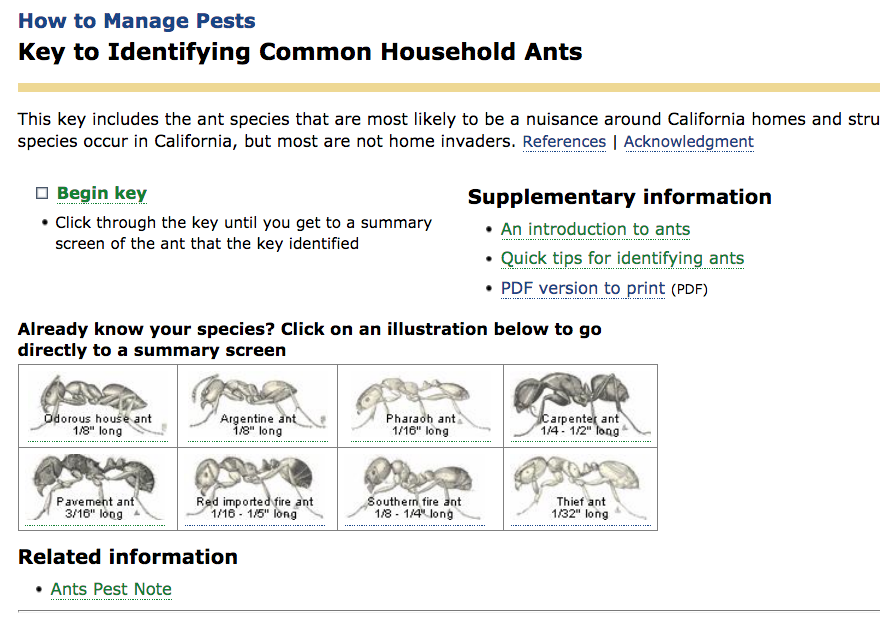 How to Manage Pests
Key to Identifying Common Household Ants
This key includes the ant species that are most likely to be a nuisance around California homes and stru
species occur in California, but most are not home invaders. References | Acknowledgment
Begin key
• Click through the key until you get to a summary
screen of the ant that the key identified
Supplementary information
• An introduction to ants
• Quick tips for identifying ants
• PDF version to print (PDF)
Already know your species? Click on an illustration below to go
directly to a summary screen
Odorous house ant
1/8" long
Argentine ant
1/8" long
Pharaoh ant
1/16" long
Carpenter ant
1/4 - 1/2" long
Pavement ant
3/16" long
Red imported fire ant
1/16 - 1/5" long
Southern fire ant
1/8 - 1/4" long
Thief ant
1/32" long
Related information
• Ants Pest Note